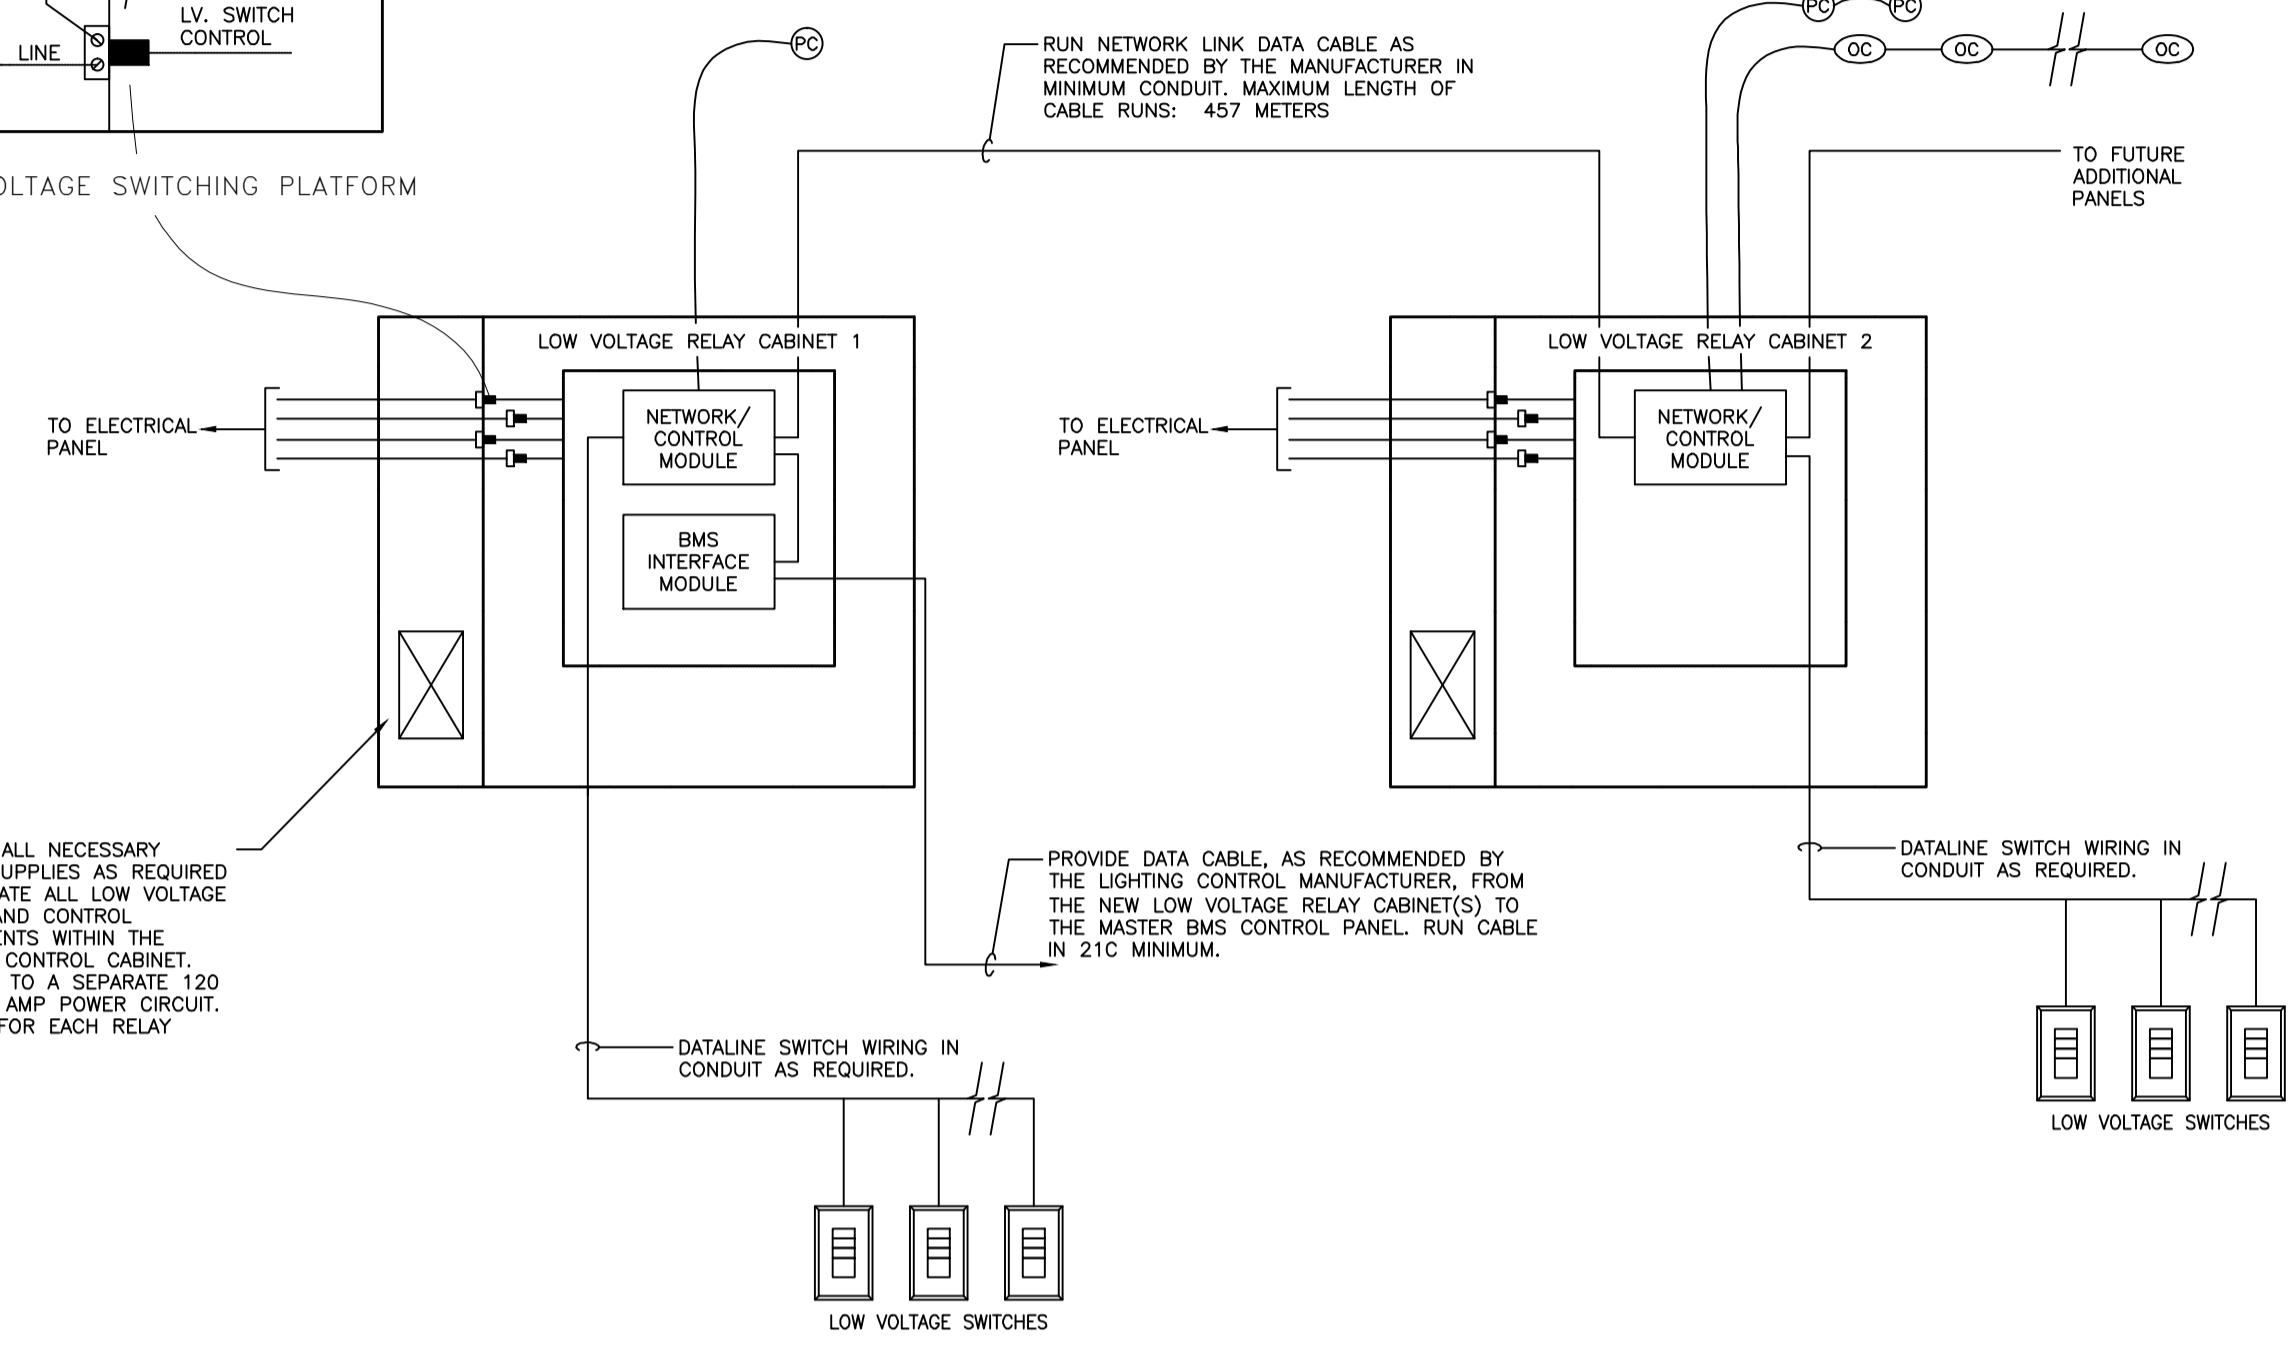 LV. SWITCH
CONTROL
LINE
PC
RUN NETWORK LINK DATA CABLE AS
RECOMMENDED BY THE MANUFACTURER IN
MINIMUM CONDUIT. MAXIMUM LENGTH OF
CABLE RUNS: 457 METERS
PC PC
OC OC OC
TO FUTURE
ADDITIONAL
PANELS
OLTAGE SWITCHING PLATFORM
LOW VOLTAGE RELAY CABINET 1
TO ELECTRICAL
PANEL
NETWORK/
CONTROL
MODULE
BMS
INTERFACE
MODULE
LOW VOLTAGE RELAY CABINET 2
TO ELECTRICAL
PANEL
NETWORK/
CONTROL
MODULE
ALL NECESSARY
UPPLIES AS REQUIRED
ATE ALL LOW VOLTAGE
AND CONTROL
ENTS WITHIN THE
CONTROL CABINET.
TO A SEPARATE 120
AMP POWER CIRCUIT.
FOR EACH RELAY
PROVIDE DATA CABLE, AS RECOMMENDED BY
THE LIGHTING CONTROL MANUFACTURER, FROM
THE NEW LOW VOLTAGE RELAY CABINET(S) TO
THE MASTER BMS CONTROL PANEL. RUN CABLE
IN 21C MINIMUM.
DATALINE SWITCH WIRING IN
CONDUIT AS REQUIRED.
LOW VOLTAGE SWITCHES
DATALINE SWITCH WIRING IN
CONDUIT AS REQUIRED.
LOW VOLTAGE SWITCHES